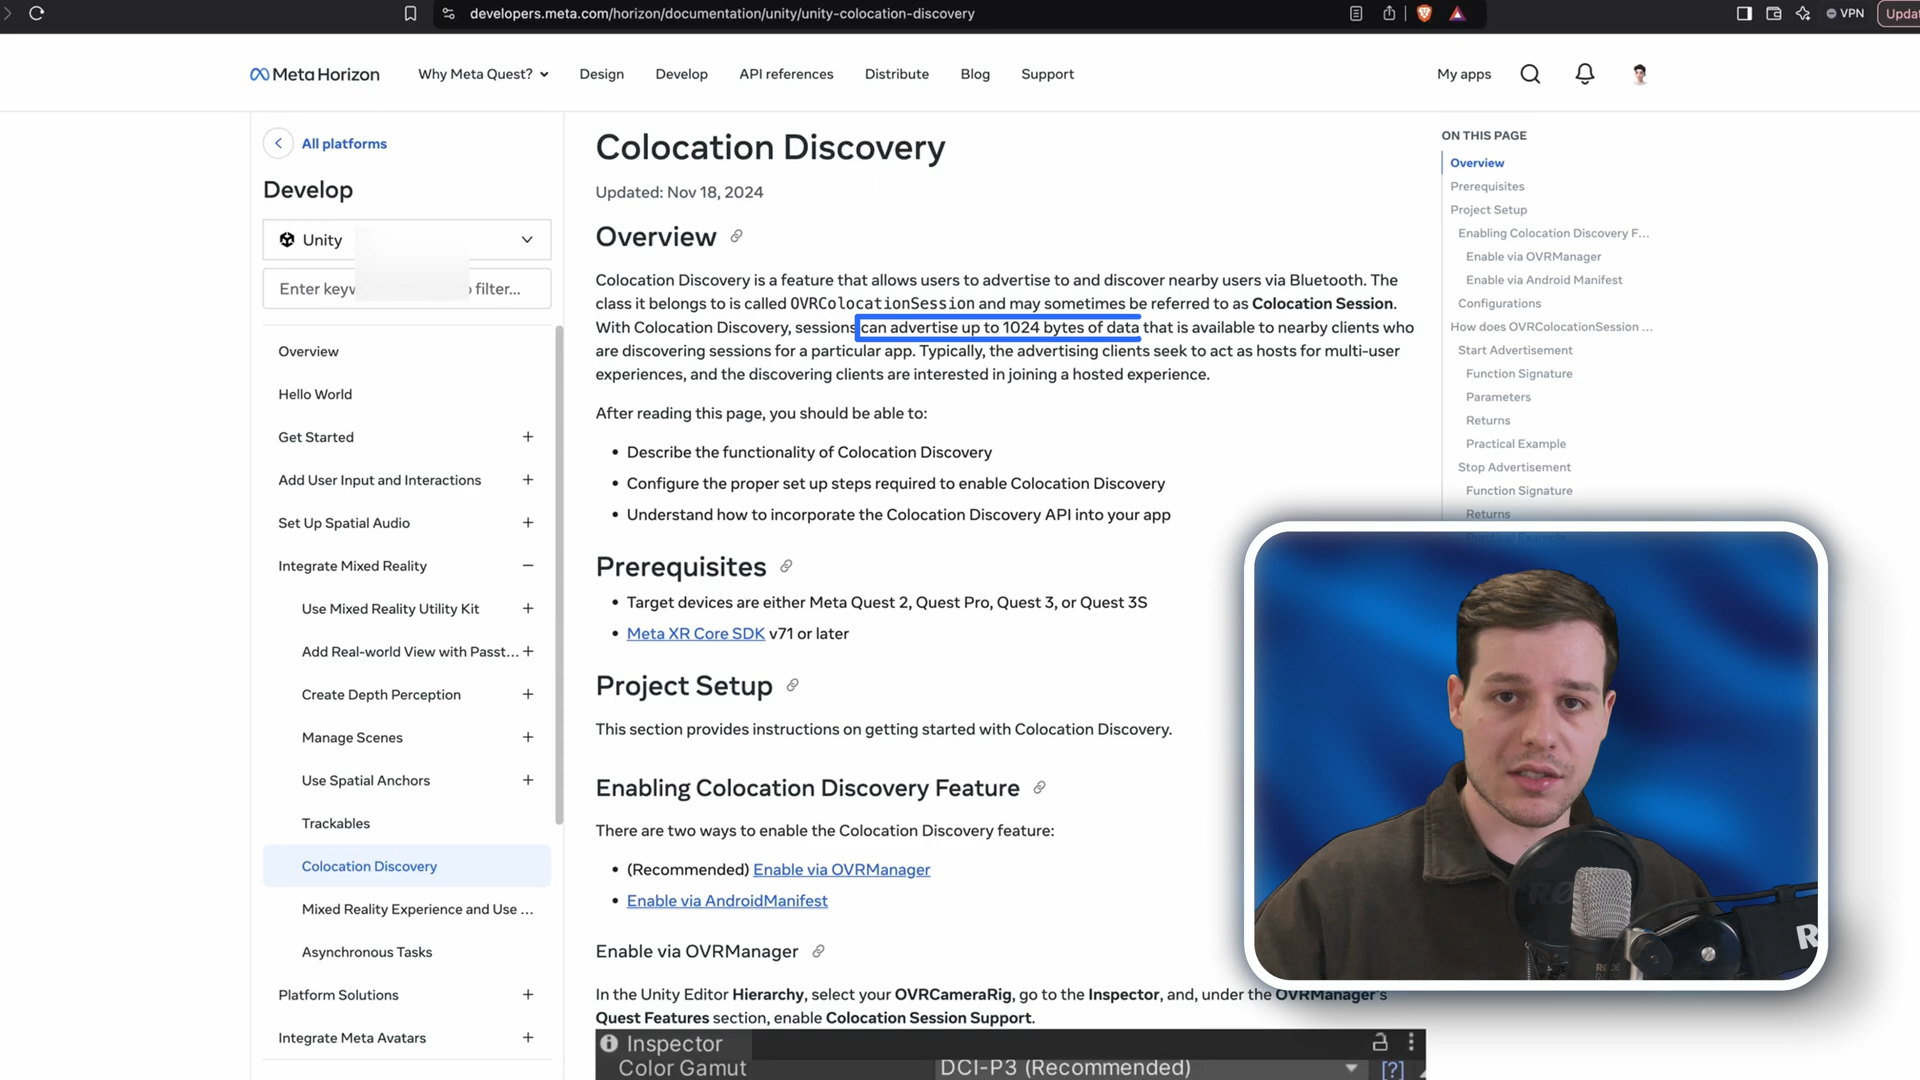 developers.meta.com/horizon/documentation/unity/unity-colocation-discovery
VPN
Meta Horizon
Why Meta Quest?
Design
Develop
API references
Distribute
Blog
Support
My apps
All platforms
Develop
Unity
Enter filter...
Overview
Hello World
Get Started
Add User Input and Interactions
Set Up Spatial Audio
Integrate Mixed Reality
Use Mixed Reality Utility Kit
Add Real-world View with Passt...
Create Depth Perception
Manage Scenes
Use Spatial Anchors
Trackables
Colocation Discovery
Mixed Reality Experience and Use ...
Asynchronous Tasks
Platform Solutions
Integrate Meta Avatars
Colocation Discovery
Updated: Nov 18, 2024
Overview
Colocation Discovery is a feature that allows users to advertise to and discover nearby users via Bluetooth. The
class it belongs to is called OVRColocationSession and may sometimes be referred to as Colocation Session.
With Colocation Discovery, sessions can advertise up to 1024 bytes of data that is available to nearby clients who
are discovering sessions for a particular app. Typically, the advertising clients seek to act as hosts for multi-user
experiences, and the discovering clients are interested in joining a hosted experience.
After reading this page, you should be able to:
• Describe the functionality of Colocation Discovery
• Configure the proper set up steps required to enable Colocation Discovery
• Understand how to incorporate the Colocation Discovery API into your app
Prerequisites
• Target devices are either Meta Quest 2, Quest Pro, Quest 3, or Quest 3S
• Meta XR Core SDK v71 or later
Project Setup
This section provides instructions on getting started with Colocation Discovery.
Enabling Colocation Discovery Feature
There are two ways to enable the Colocation Discovery feature:
• (Recommended) Enable via OVRManager
• Enable via AndroidManifest
Enable via OVRManager
In the Unity Editor Hierarchy, select your OVRCameraRig, go to the Inspector, and, under the OVRManager's
Quest Features section, enable Colocation Session Support.
Inspector
Color Gamut
DCI-P3 (Recommended)
[?]
ON THIS PAGE
Overview
Prerequisites
Project Setup
Enabling Colocation Discovery F...
Enable via OVRManager
Enable via Android Manifest
Configurations
How does OVRColocationSession ...
Start Advertisement
Function Signature
Parameters
Returns
Practical Example
Stop Advertisement
Function Signature
Returns
Practical Example